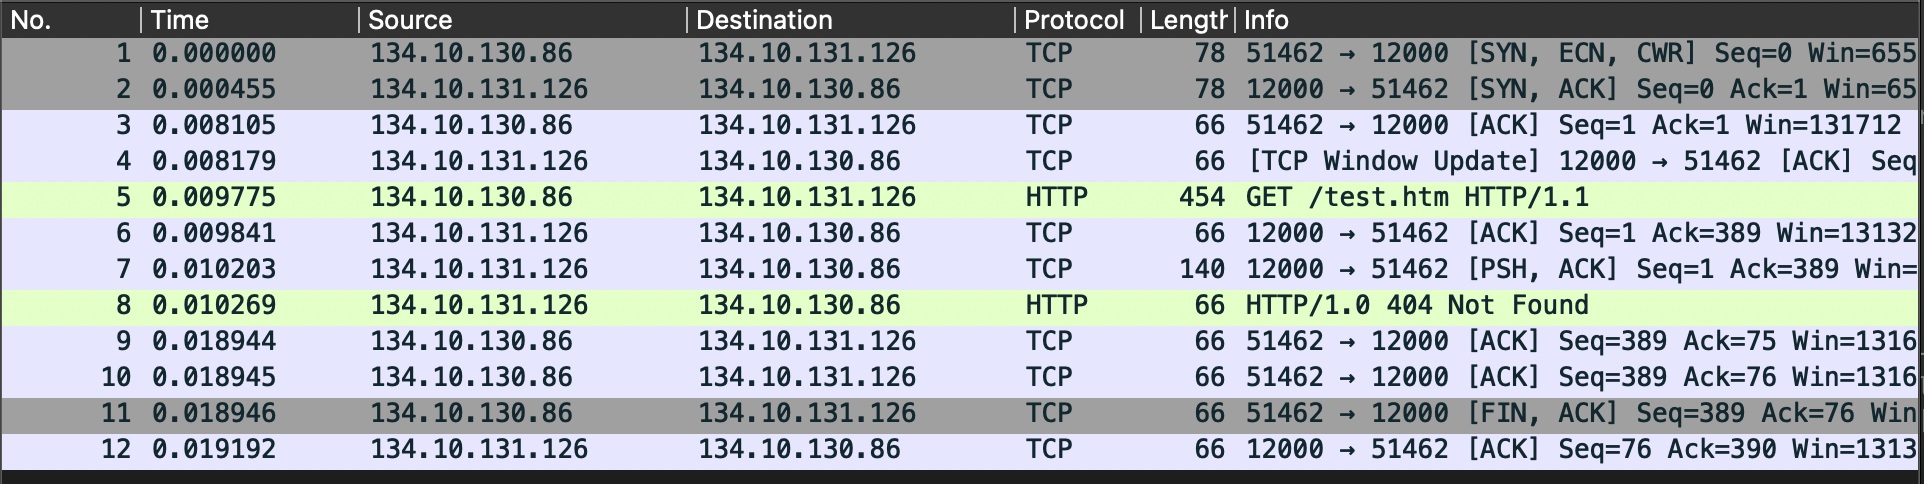 No. Time Source Destination Protocol Length Info
1 0.000000 134.10.130.86 134.10.131.126 TCP 78 51462 → 12000 [SYN, ECN, CWR] Seq=0 Win=655
2 0.000455 134.10.131.126 134.10.130.86 TCP 78 12000 → 51462 [SYN, ACK] Seq=0 Ack=1 Win=65
3 0.008105 134.10.130.86 134.10.131.126 TCP 66 51462 → 12000 [ACK] Seq=1 Ack=1 Win=131712
4 0.008179 134.10.131.126 134.10.130.86 TCP 66 [TCP Window Update] 12000 → 51462 [ACK] Seq
5 0.009775 134.10.130.86 134.10.131.126 HTTP 454 GET /test.htm HTTP/1.1
6 0.009841 134.10.131.126 134.10.130.86 TCP 66 12000 → 51462 [ACK] Seq=1 Ack=389 Win=13132
7 0.010203 134.10.131.126 134.10.130.86 TCP 140 12000 → 51462 [PSH, ACK] Seq=1 Ack=389 Win=
8 0.010269 134.10.131.126 134.10.130.86 HTTP 66 HTTP/1.0 404 Not Found
9 0.018944 134.10.130.86 134.10.131.126 TCP 66 51462 → 12000 [ACK] Seq=389 Ack=75 Win=1316
10 0.018945 134.10.130.86 134.10.131.126 TCP 66 51462 → 12000 [ACK] Seq=389 Ack=76 Win=1316
11 0.018946 134.10.130.86 134.10.131.126 TCP 66 51462 → 12000 [FIN, ACK] Seq=389 Ack=76 Win
12 0.019192 134.10.131.126 134.10.130.86 TCP 66 12000 → 51462 [ACK] Seq=76 Ack=390 Win=1313